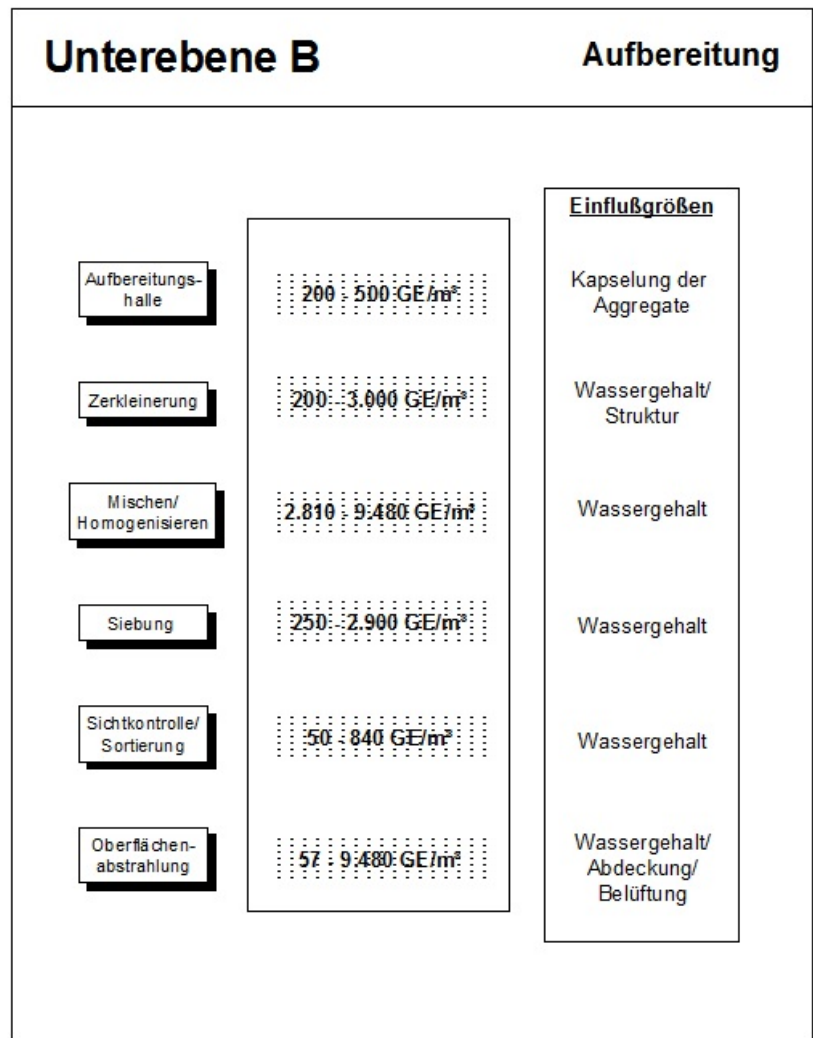 Unterebene B
Aufbereitung
Einflußgrößen
Aufbereitungs-
halle
200 - 500 GE/m³
Kapselung der
Aggregate
Zerkleinerung
200 - 3.000 GE/m³
Wassergehalt/
Struktur
Mischen/
Homogenisieren
2.810 - 9.480 GE/m³
Wassergehalt
Siebung
250 - 2.900 GE/m³
Wassergehalt
Sichtkontrolle/
Sortierung
50 - 840 GE/m³
Wassergehalt
Oberflächen-
abstrahlung
57 - 9.480 GE/m³
Wassergehalt/
Abdeckung/
Belüftung